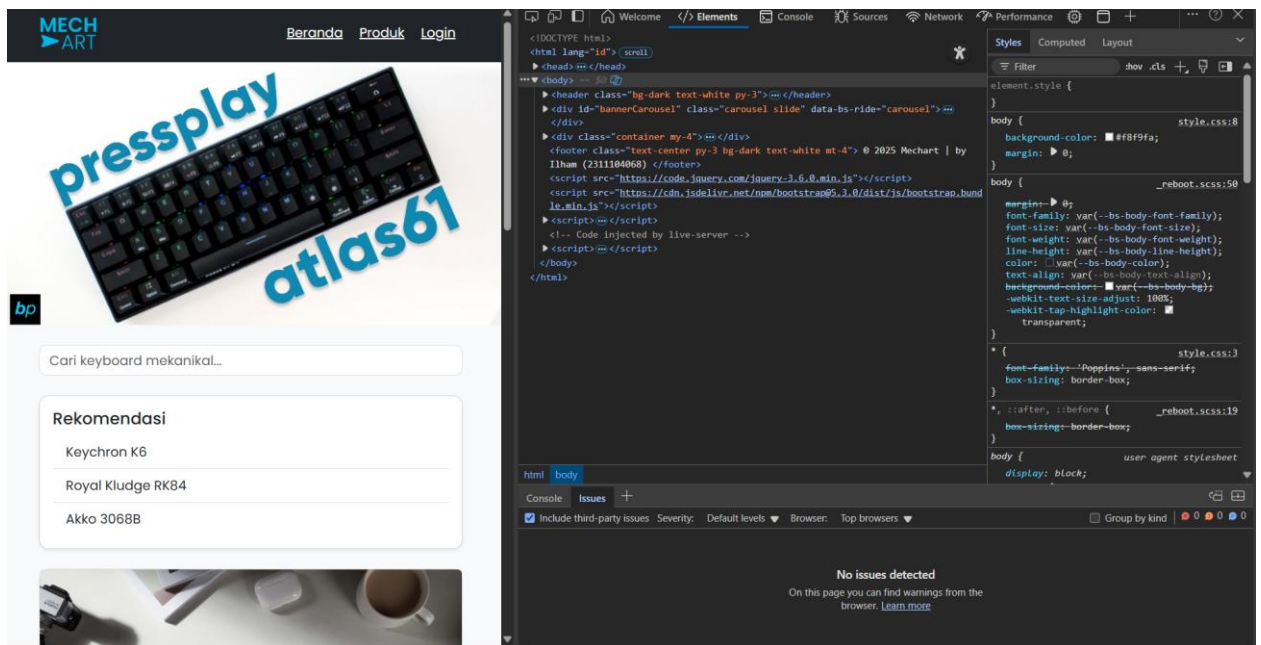 MECH
ART
Beranda Produk Login
pressplay
atlas61
bp
Cari keyboard mekanikal...
Rekomendasi
Keychron K6
Royal Kludge RK84
Akko 3068B
Welcome </> Elements Console Sources Network Performance
<!DOCTYPE html>
<html lang="id"> scroll
<head> </head>
<body> == $0
<header class="bg-dark text-white py-3"> </header>
<div id="bannerCarousel" class="carousel slide" data-bs-ride="carousel">
</div>
<div class="container my-4"> </div>
<footer class="text-center py-3 bg-dark text-white mt-4"> © 2025 Mechart | by
Ilham (2311104068) </footer>
<script src="https://code.jquery.com/jquery-3.6.0.min.js"></script>
<script src="https://cdn.jsdelivr.net/npm/bootstrap@5.3.0/dist/js/bootstrap.bund
le.min.js"></script>
<script> </script>
<!-- Code injected by live-server -->
<script> </script>
</body>
</html>
html body
Styles Computed Layout
Filter :hov .cls
element.style {
}
body { style.css:8
background-color: #f8f9fa;
margin: 0;
}
body { _reboot.scss:50
margin: 0;
font-family: var(--bs-body-font-family);
font-size: var(--bs-body-font-size);
font-weight: var(--bs-body-font-weight);
line-height: var(--bs-body-line-height);
color: var(--bs-body-color);
text-align: var(--bs-body-text-align);
background-color: var(--bs-body-bg);
-webkit-text-size-adjust: 100%;
-webkit-tap-highlight-color:
transparent;
}
* { style.css:3
font-family: 'Poppins', sans-serif;
box-sizing: border-box;
}
*, ::after, ::before { _reboot.scss:19
box-sizing: border-box;
}
body { user agent stylesheet
display: block;
Console Issues
Include third-party issues Severity: Default levels Browser: Top browsers Group by kind 0 0 0
No issues detected
On this page you can find warnings from the
browser. Learn more